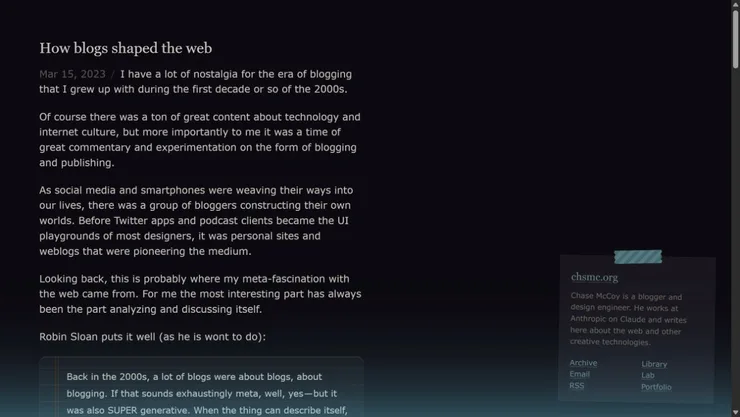 How blogs shaped the web
Mar 15, 2023 / I have a lot of nostalgia for the era of blogging
that I grew up with during the first decade or so of the 2000s.
Of course there was a ton of great content about technology and
internet culture, but more importantly to me it was a time of
great commentary and experimentation on the form of blogging
and publishing.
As social media and smartphones were weaving their ways into
our lives, there was a group of bloggers constructing their own
worlds. Before Twitter apps and podcast clients became the UI
playgrounds of most designers, it was personal sites and
weblogs that were pioneering the medium.
Looking back, this is probably where my meta-fascination with
the web came from. For me the most interesting part has always
been the part analyzing and discussing itself.
Robin Sloan puts it well (as he is wont to do):
Back in the 2000s, a lot of blogs were about blogs, about
blogging. If that sounds exhaustingly meta, well, yes—but it
was also SUPER generative. When the thing can describe itself,
chsmc.org
Chase McCoy is a blogger and
design engineer. He works at
Anthropic on Claude and writes
here about the web and other
creative technologies.
Archive Library
Email Lab
RSS Portfolio